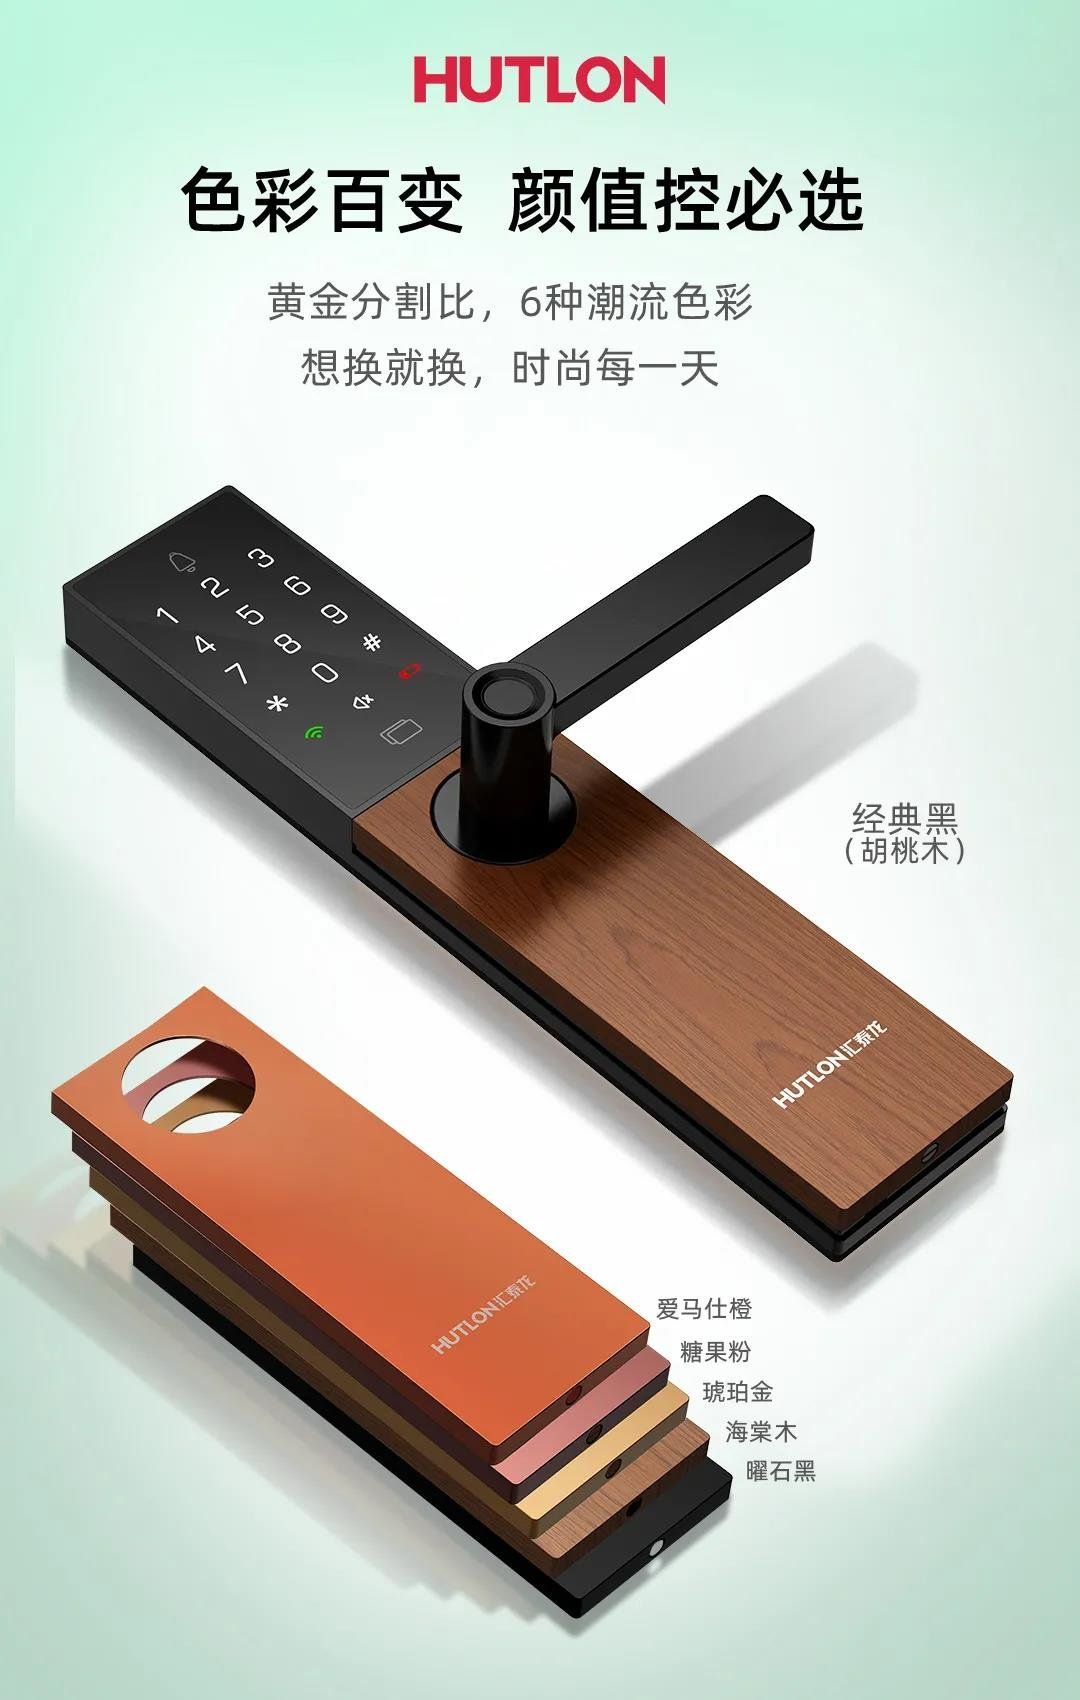 HUTLON
色彩百变 颜值控必选
黄金分割比，6种潮流色彩
想换就换，时尚每一天
1 2 3
4 5 6
7 8 9
* 0 #
经典黑
（胡桃木）
HUTLON汇泰龙
HUTLON汇泰龙
爱马仕橙
糖果粉
琥珀金
海棠木
曜石黑